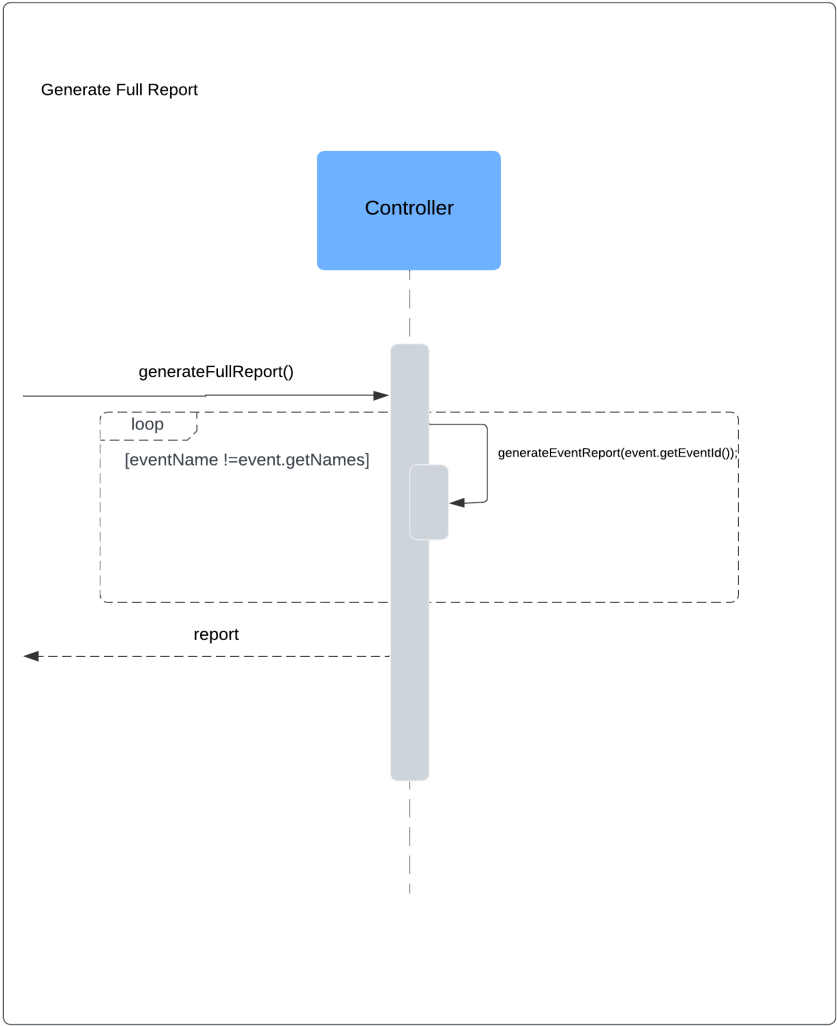 Generate Full Report
Controller
generateFullReport()
loop
[eventName !=event.getNames]
generateEventReport(event.getEventId());
report